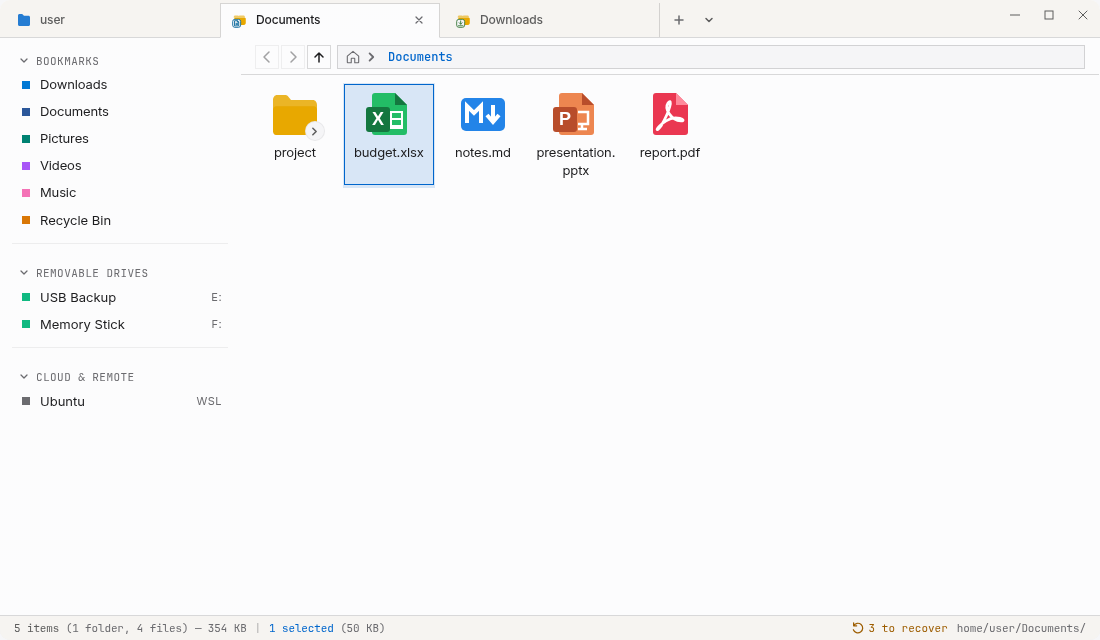 user
Documents
Downloads
Documents
BOOKMARKS
Downloads
Documents
Pictures
Videos
Music
Recycle Bin
REMOVABLE DRIVES
USB Backup E:
Memory Stick F:
CLOUD & REMOTE
Ubuntu WSL
project
X
budget.xlsx
M
notes.md
P
presentation.
pptx
report.pdf
5 items (1 folder, 4 files) — 354 KB | 1 selected (50 KB)
3 to recover
home/user/Documents/